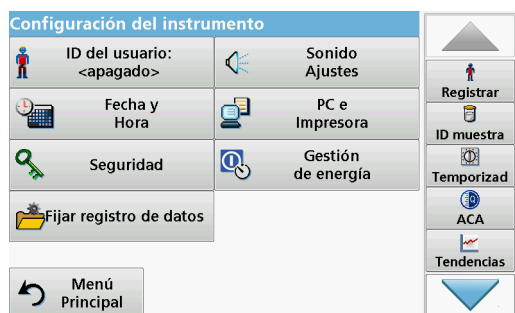 Configuración del instrumento
ID del usuario:
<apagado>
Sonido
Ajustes
Fecha y
Hora
PC e
Impresora
Seguridad
Gestión
de energía
Fijar registro de datos
Menú
Principal
Registrar
ID muestra
Temporizad
ACA
Tendencias